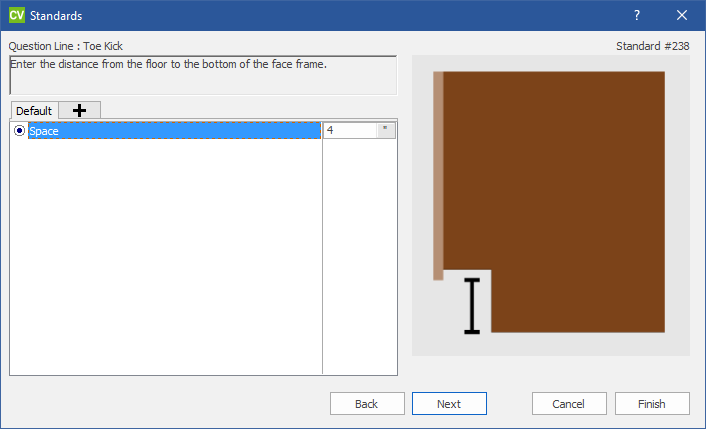 CV Standards ?
Question Line : Toe Kick Standard #238
Enter the distance from the floor to the bottom of the face frame.
Default
Space 4 "
Back Next Cancel Finish